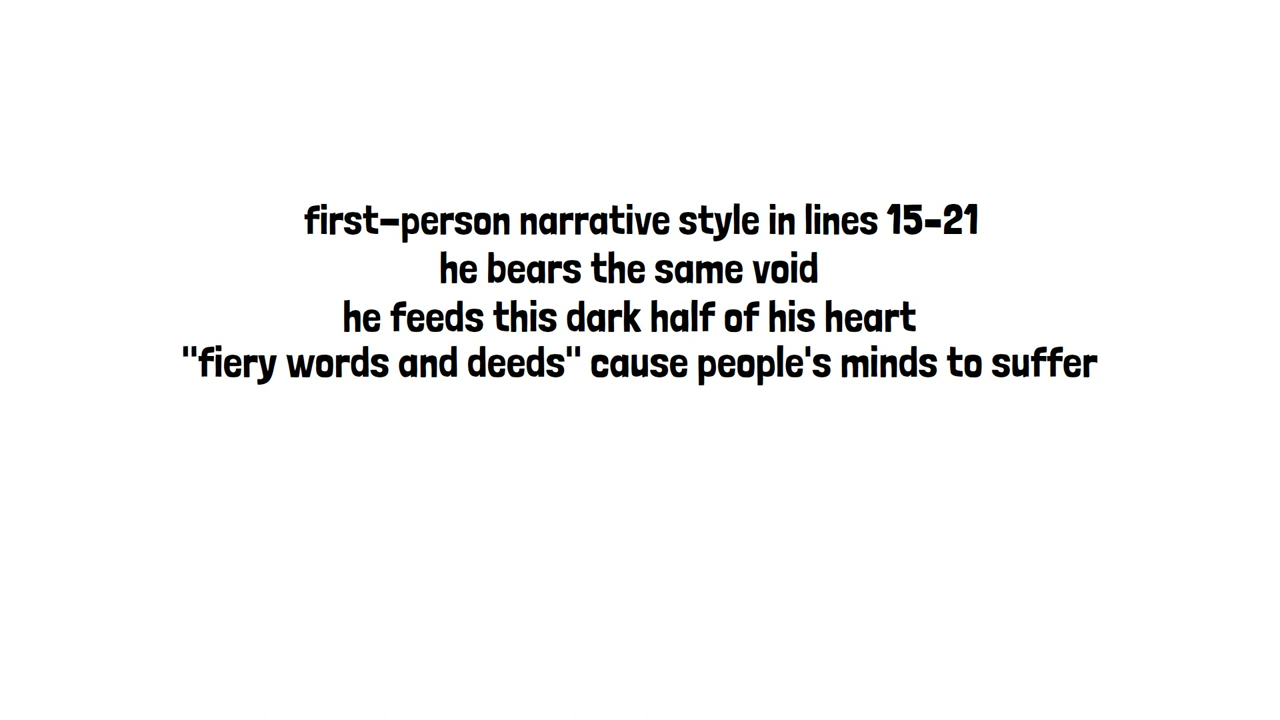 first-person narrative style in lines 15-21
he bears the same void
he feeds this dark half of his heart
"fiery words and deeds" cause people's minds to suffer